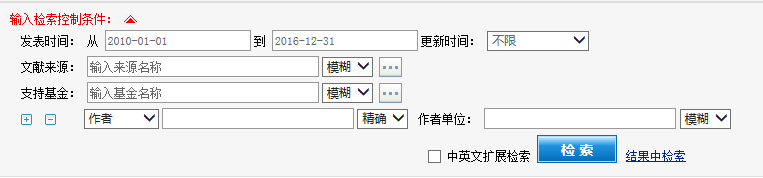 输入检索控制条件：
发表时间： 从 2010-01-01 到 2016-12-31 更新时间： 不限
文献来源： 输入来源名称 模糊
支持基金： 输入基金名称 模糊
作者 精确 作者单位： 模糊
中英文扩展检索 检 索 结果中检索